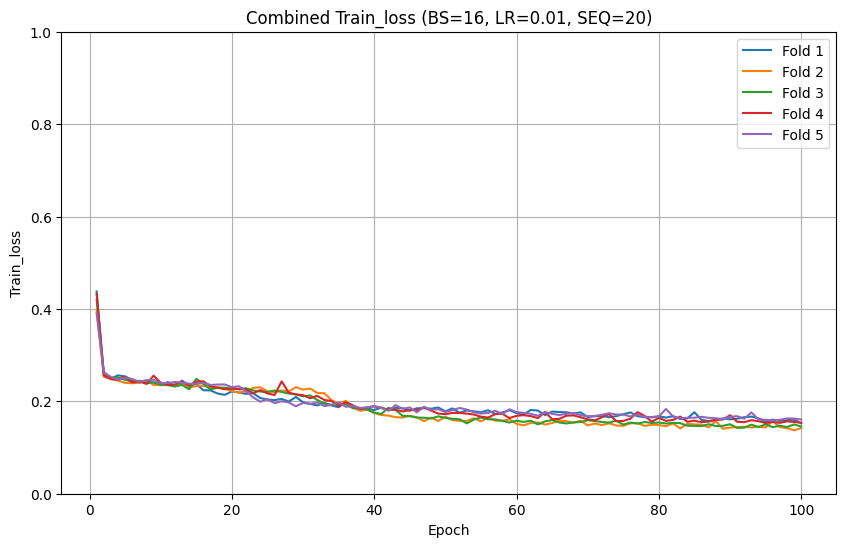 Combined Train_loss (BS=16, LR=0.01, SEQ=20)
1.0
0.8
0.6
0.4
0.2
0.0
Train_loss
Fold 1
Fold 2
Fold 3
Fold 4
Fold 5
0 20 40 60 80 100
Epoch